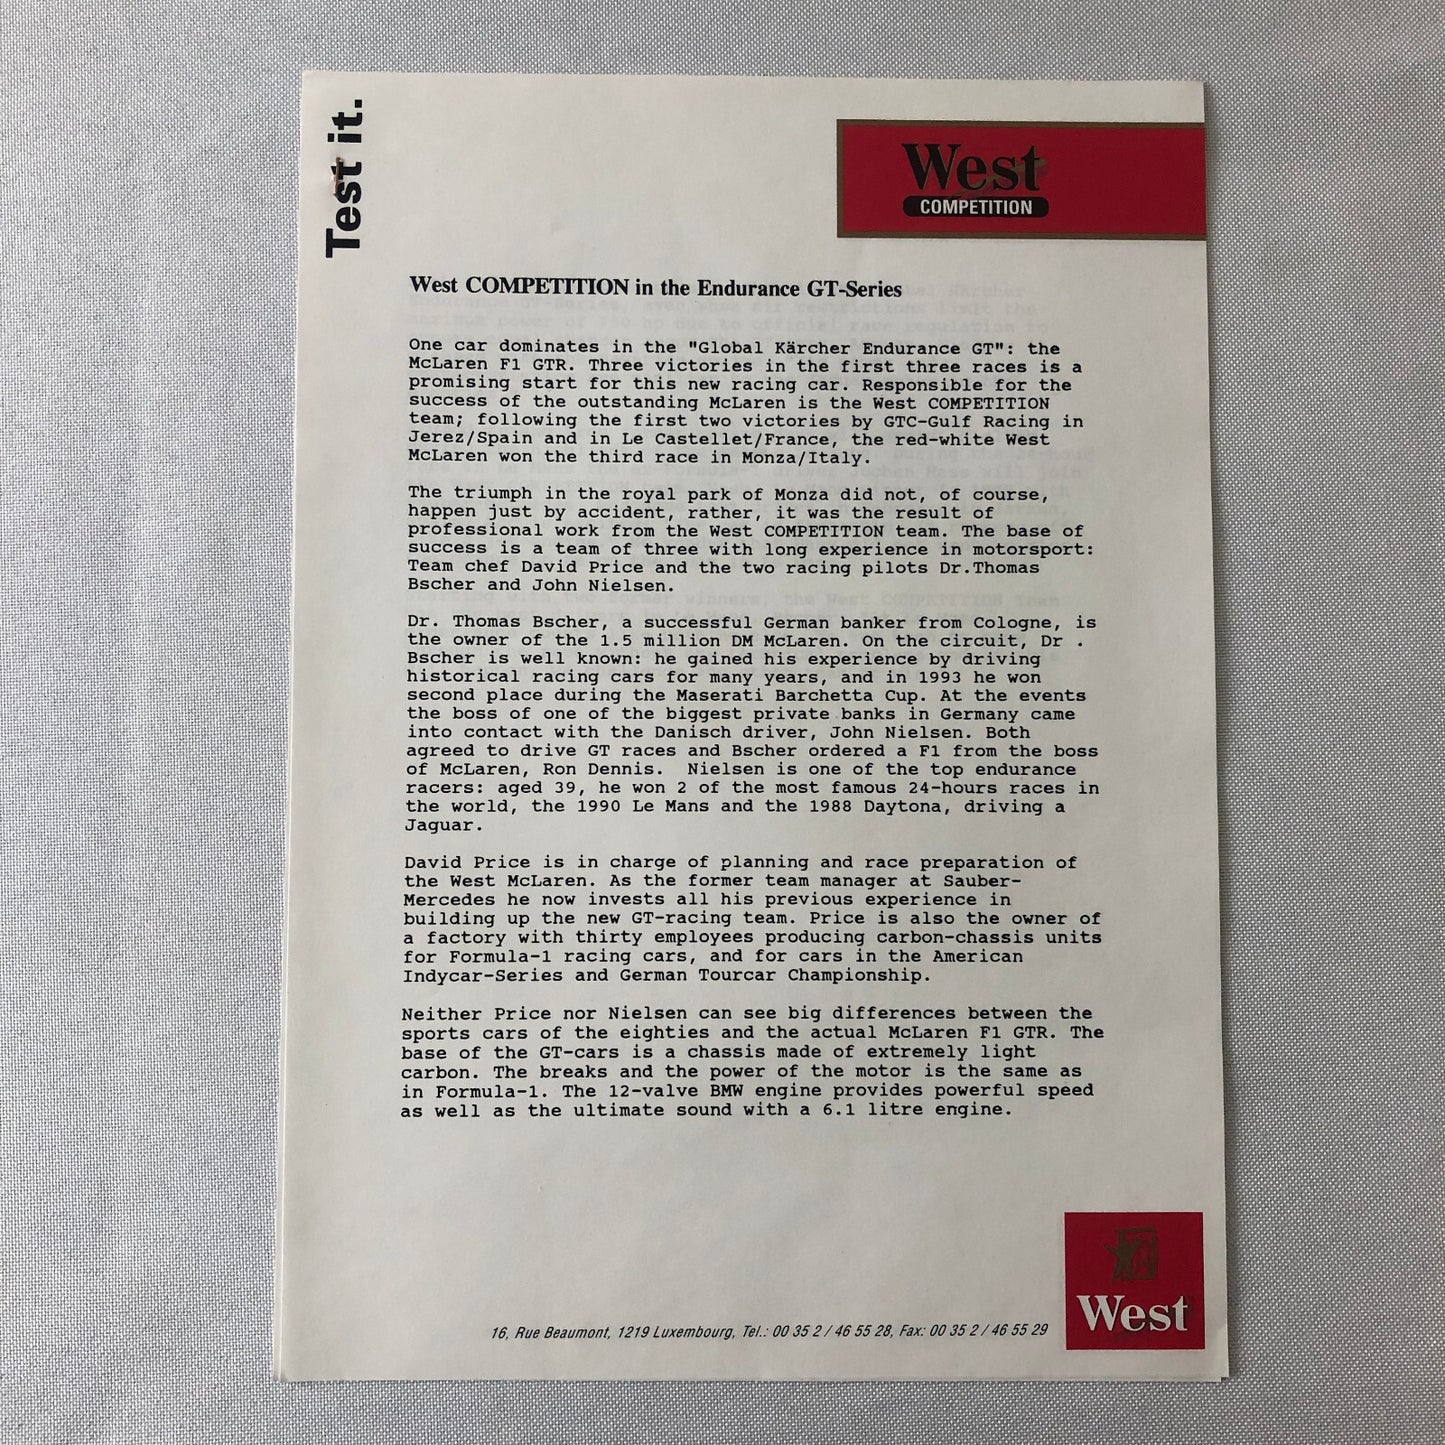 Test it.
West
COMPETITION
West COMPETITION in the Endurance GT-Series
One car dominates in the "Global Kärcher Endurance GT": the
McLaren F1 GTR. Three victories in the first three races is a
promising start for this new racing car. Responsible for the
success of the outstanding McLaren is the West COMPETITION
team; following the first two victories by GTC-Gulf Racing in
Jerez/Spain and in Le Castellet/France, the red-white West
McLaren won the third race in Monza/Italy.
The triumph in the royal park of Monza did not, of course,
happen just by accident, rather, it was the result of
professional work from the West COMPETITION team. The base of
success is a team of three with long experience in motorsport:
Team chef David Price and the two racing pilots Dr.Thomas
Bscher and John Nielsen.
Dr. Thomas Bscher, a successful German banker from Cologne, is
the owner of the 1.5 million DM McLaren. On the circuit, Dr .
Bscher is well known: he gained his experience by driving
historical racing cars for many years, and in 1993 he won
second place during the Maserati Barchetta Cup. At the events
the boss of one of the biggest private banks in Germany came
into contact with the Danisch driver, John Nielsen. Both
agreed to drive GT races and Bscher ordered a F1 from the boss
of McLaren, Ron Dennis.  Nielsen is one of the top endurance
racers: aged 39, he won 2 of the most famous 24-hours races in
the world, the 1990 Le Mans and the 1988 Daytona, driving a
Jaguar.
David Price is in charge of planning and race preparation of
the West McLaren. As the former team manager at Sauber-
Mercedes he now invests all his previous experience in
building up the new GT-racing team. Price is also the owner of
a factory with thirty employees producing carbon-chassis units
for Formula-1 racing cars, and for cars in the American
Indycar-Series and German Tourcar Championship.
Neither Price nor Nielsen can see big differences between the
sports cars of the eighties and the actual McLaren F1 GTR. The
base of the GT-cars is a chassis made of extremely light
carbon. The breaks and the power of the motor is the same as
in Formula-1. The 12-valve BMW engine provides powerful speed
as well as the ultimate sound with a 6.1 litre engine.
West
16, Rue Beaumont, 1219 Luxembourg, Tel.: 00 35 2 / 46 55 28, Fax: 00 35 2 / 46 55 29